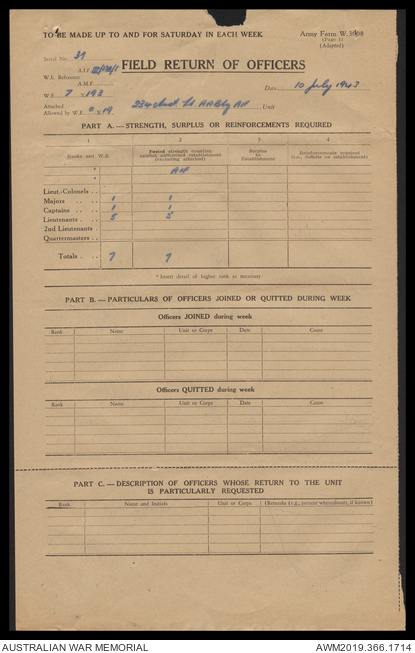 TO BE MADE UP TO AND FOR SATURDAY IN EACH WEEK
Army Form W.3008
(Page 1)
(Adapted)
Serial No. 31
A.I.F.
W.E. Reference
A.M.F.
FIELD RETURN OF OFFICERS
W.E. 7 . 193
Date 10 July 1943
Attached
Allowed by W.E. 0 × 19
Unit
PART A.—STRENGTH, SURPLUS OR REINFORCEMENTS REQUIRED
1 2 3 4
Ranks and W.E.
Posted strength counting
against authorised establishment
(excluding attached)
Surplus
to
Establishment
Reinforcements required
(i.e., deficits on establishment)
* AIF
*
Lieut.-Colonels . .
Majors . . . . 1 1
Captains . . . . 1 1
Lieutenants . . 5 5
2nd Lieutenants . .
Quartermasters . .
Totals . . 7 7
* Insert detail of higher rank as necessary
PART B.—PARTICULARS OF OFFICERS JOINED OR QUITTED DURING WEEK
Officers JOINED during week
Rank Name Unit or Corps Date Cause
Officers QUITTED during week
Rank Name Unit or Corps Date Cause
PART C.—DESCRIPTION OF OFFICERS WHOSE RETURN TO THE UNIT
IS PARTICULARLY REQUESTED
Rank Name and Initials Unit or Corps (Remarks (e.g., present whereabouts, if known)
AUSTRALIAN WAR MEMORIAL
AWM2019.366.1714